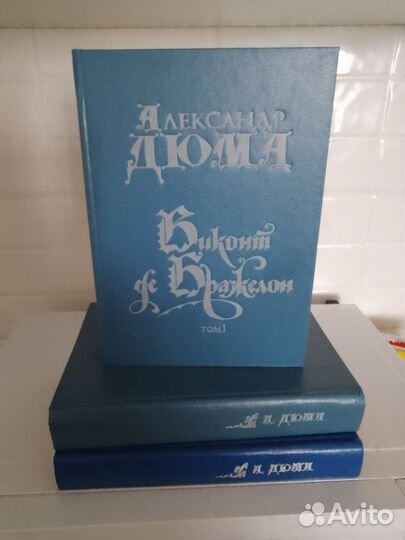 Александр
Дюма
Виконт
де Бражелон
том 1
А. Дюма
А. Дюма
Avito